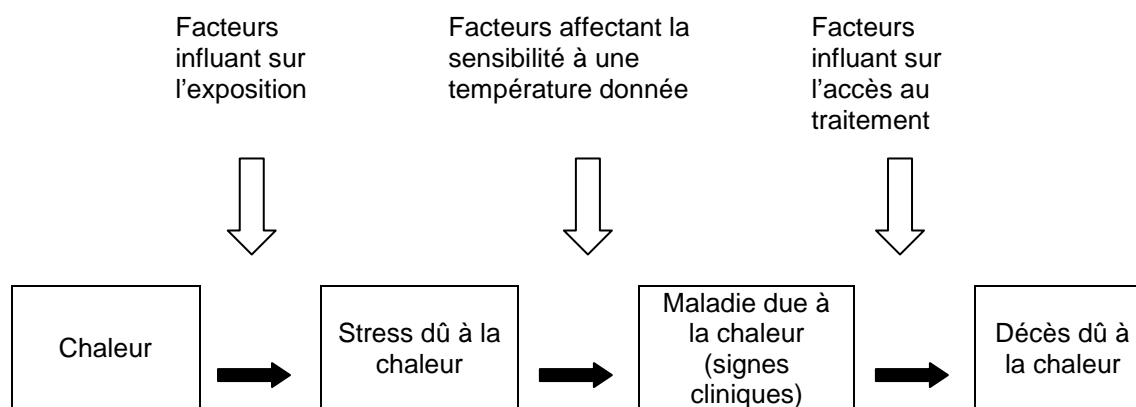 Facteurs
influant sur
l’exposition
Facteurs affectant la
sensibilité à une
température donnée
Facteurs
influant sur
l’accès au
traitement
Chaleur
Stress dû à la
chaleur
Maladie due à
la chaleur
(signes
cliniques)
Décès dû à
la chaleur